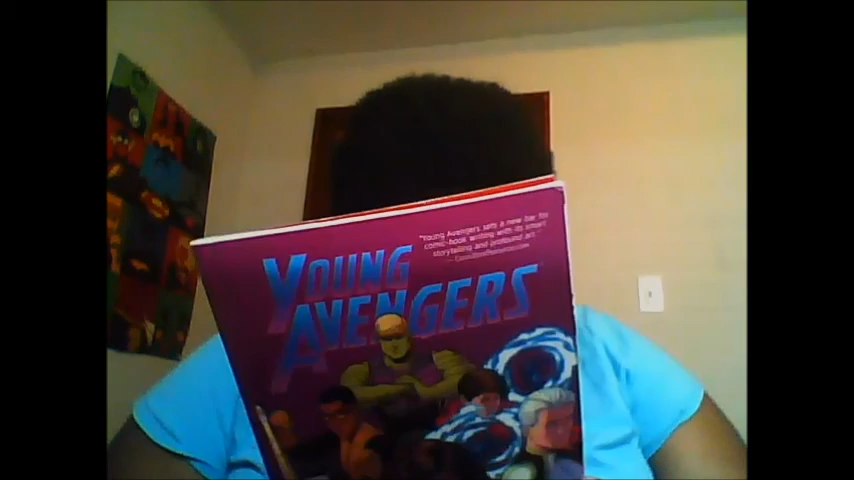 "Young Avengers sets a new bar for
comic-book writing with its smart
storytelling and profound art."
YOUNG
AVENGERS